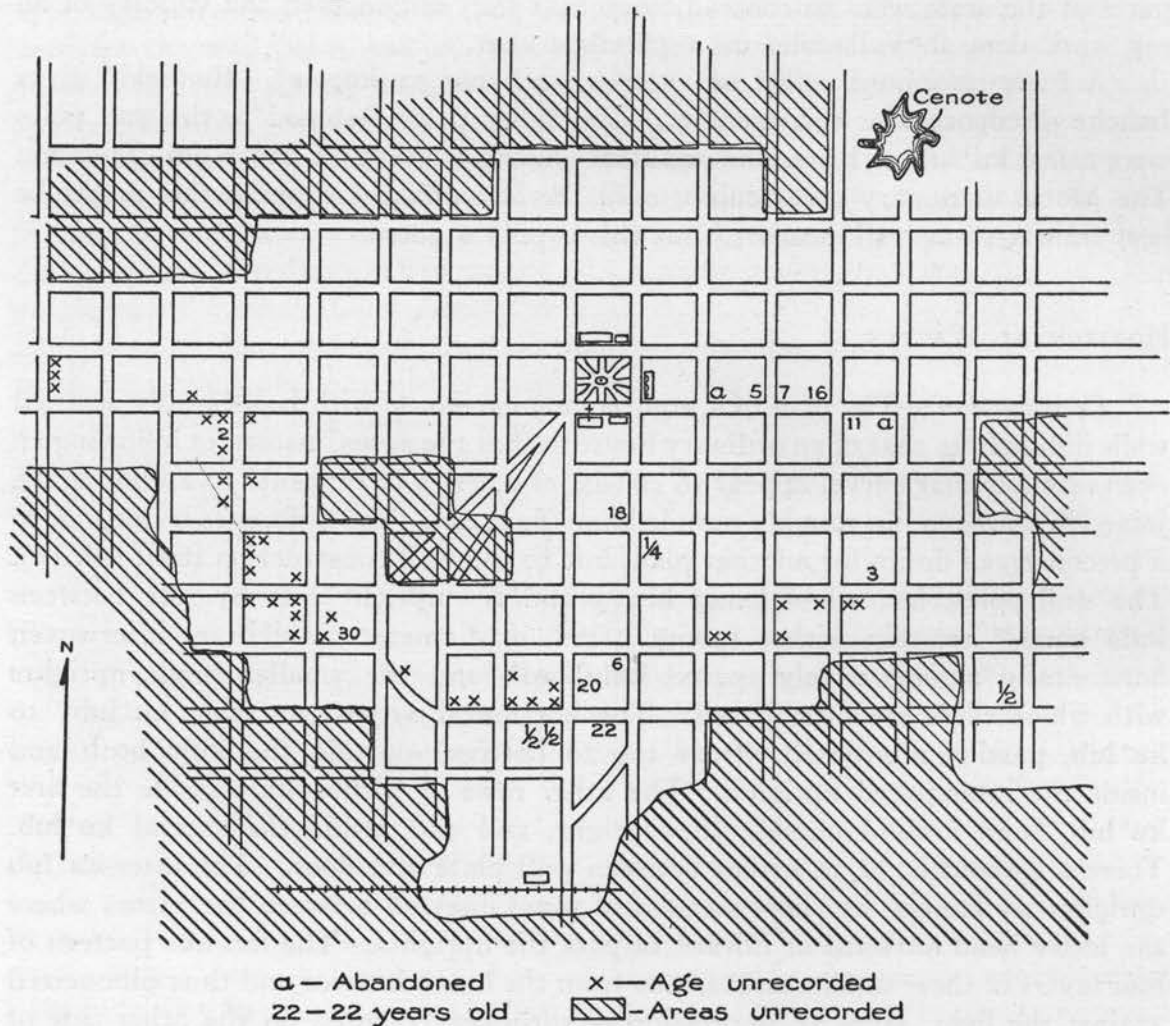 Cenote
a 5 7 16
11 a
18
¼
3
30
N
6
20
½
½ ½
22
a – Abandoned
x – Age unrecorded
22 – 22 years old
- Areas unrecorded